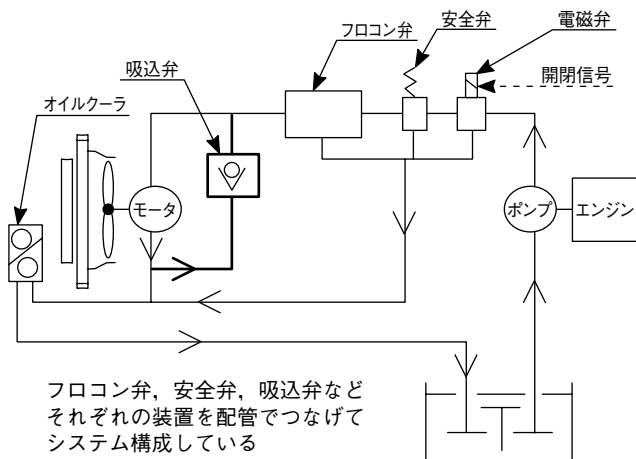 フロコン弁
安全弁
電磁弁
吸込弁
開閉信号
オイルクーラ
モータ
ポンプ
エンジン
フロコン弁，安全弁，吸込弁など
それぞれの装置を配管でつなげて
システム構成している